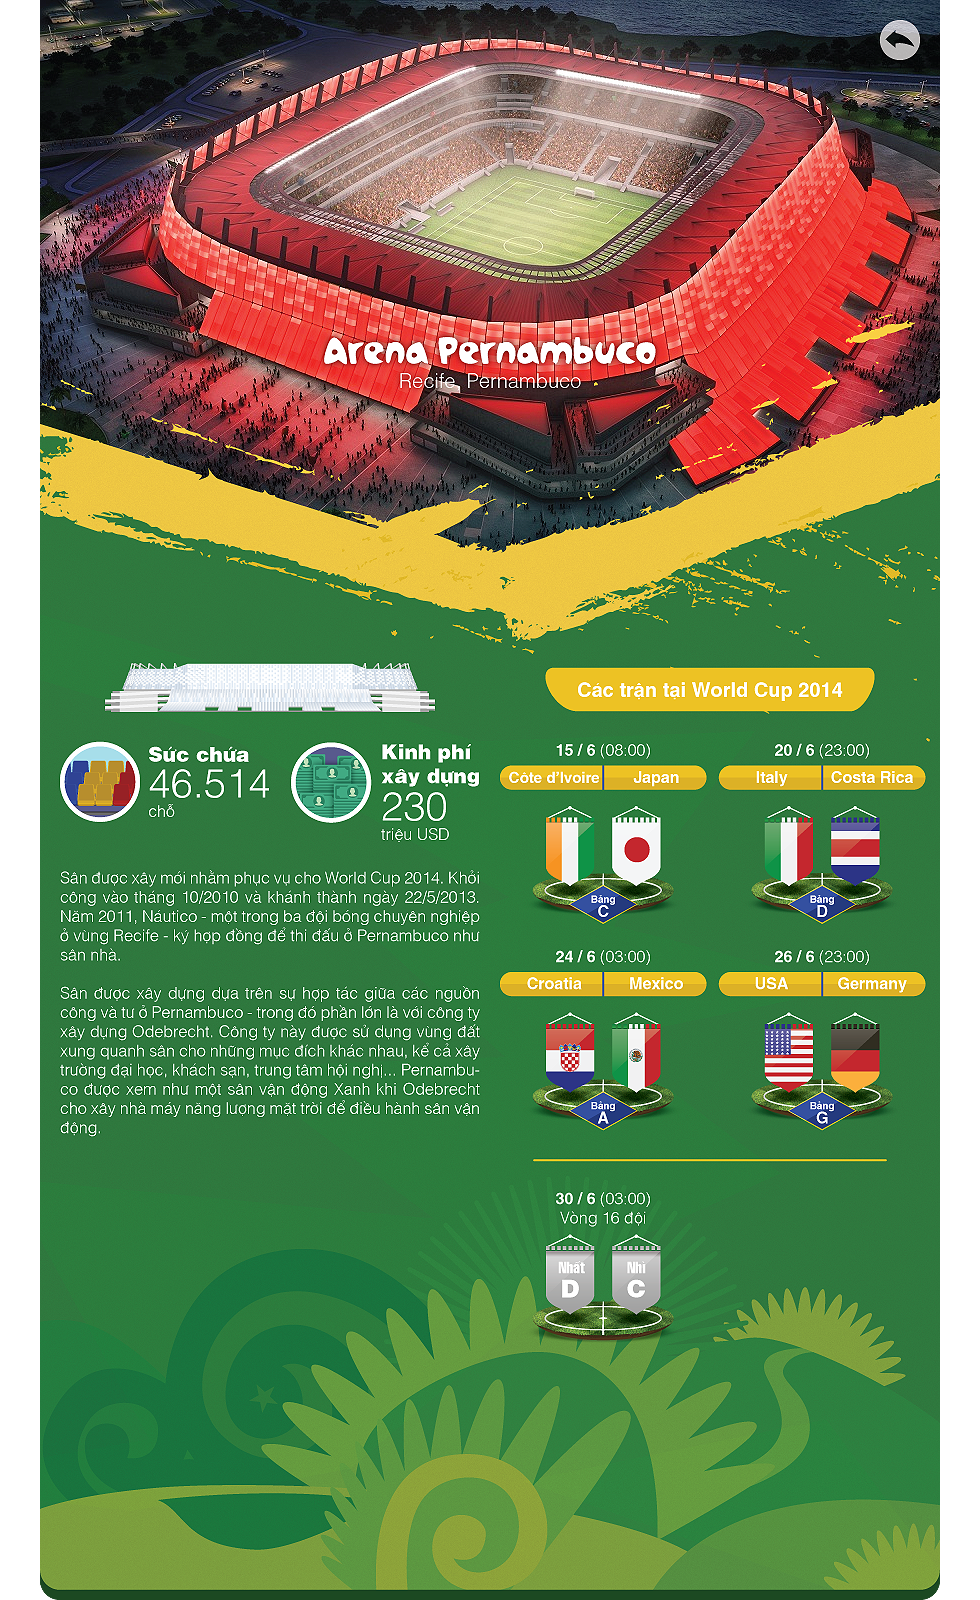 Arena Pernambuco
Recife, Pernambuco
Sức chứa
46.514
chỗ
Kinh phí
xây dựng
230
triệu USD
Sân được xây mới nhằm phục vụ cho World Cup 2014. Khởi
công vào tháng 10/2010 và khánh thành ngày 22/5/2013.
Năm 2011, Náutico - một trong ba đội bóng chuyên nghiệp
ở vùng Recife - ký hợp đồng để thi đấu ở Pernambuco như
sân nhà.
Sân được xây dựng dựa trên sự hợp tác giữa các nguồn
công và tư ở Pernambuco - trong đó phần lớn là với công ty
xây dựng Odebrecht. Công ty này được sử dụng vùng đất
xung quanh sân cho những mục đích khác nhau, kể cả xây
trường đại học, khách sạn, trung tâm hội nghị... Pernambu-
co được xem như một sân vận động Xanh khi Odebrecht
cho xây nhà máy năng lượng mặt trời để điều hành sân vận
động.
Các trận tại World Cup 2014
15 / 6 (08:00)
Côte d'Ivoire Japan
Bảng
C
20 / 6 (23:00)
Italy Costa Rica
Bảng
D
24 / 6 (03:00)
Croatia Mexico
Bảng
A
26 / 6 (23:00)
USA Germany
Bảng
G
30 / 6 (03:00)
Vòng 16 đội
Nhất Nhì
D C